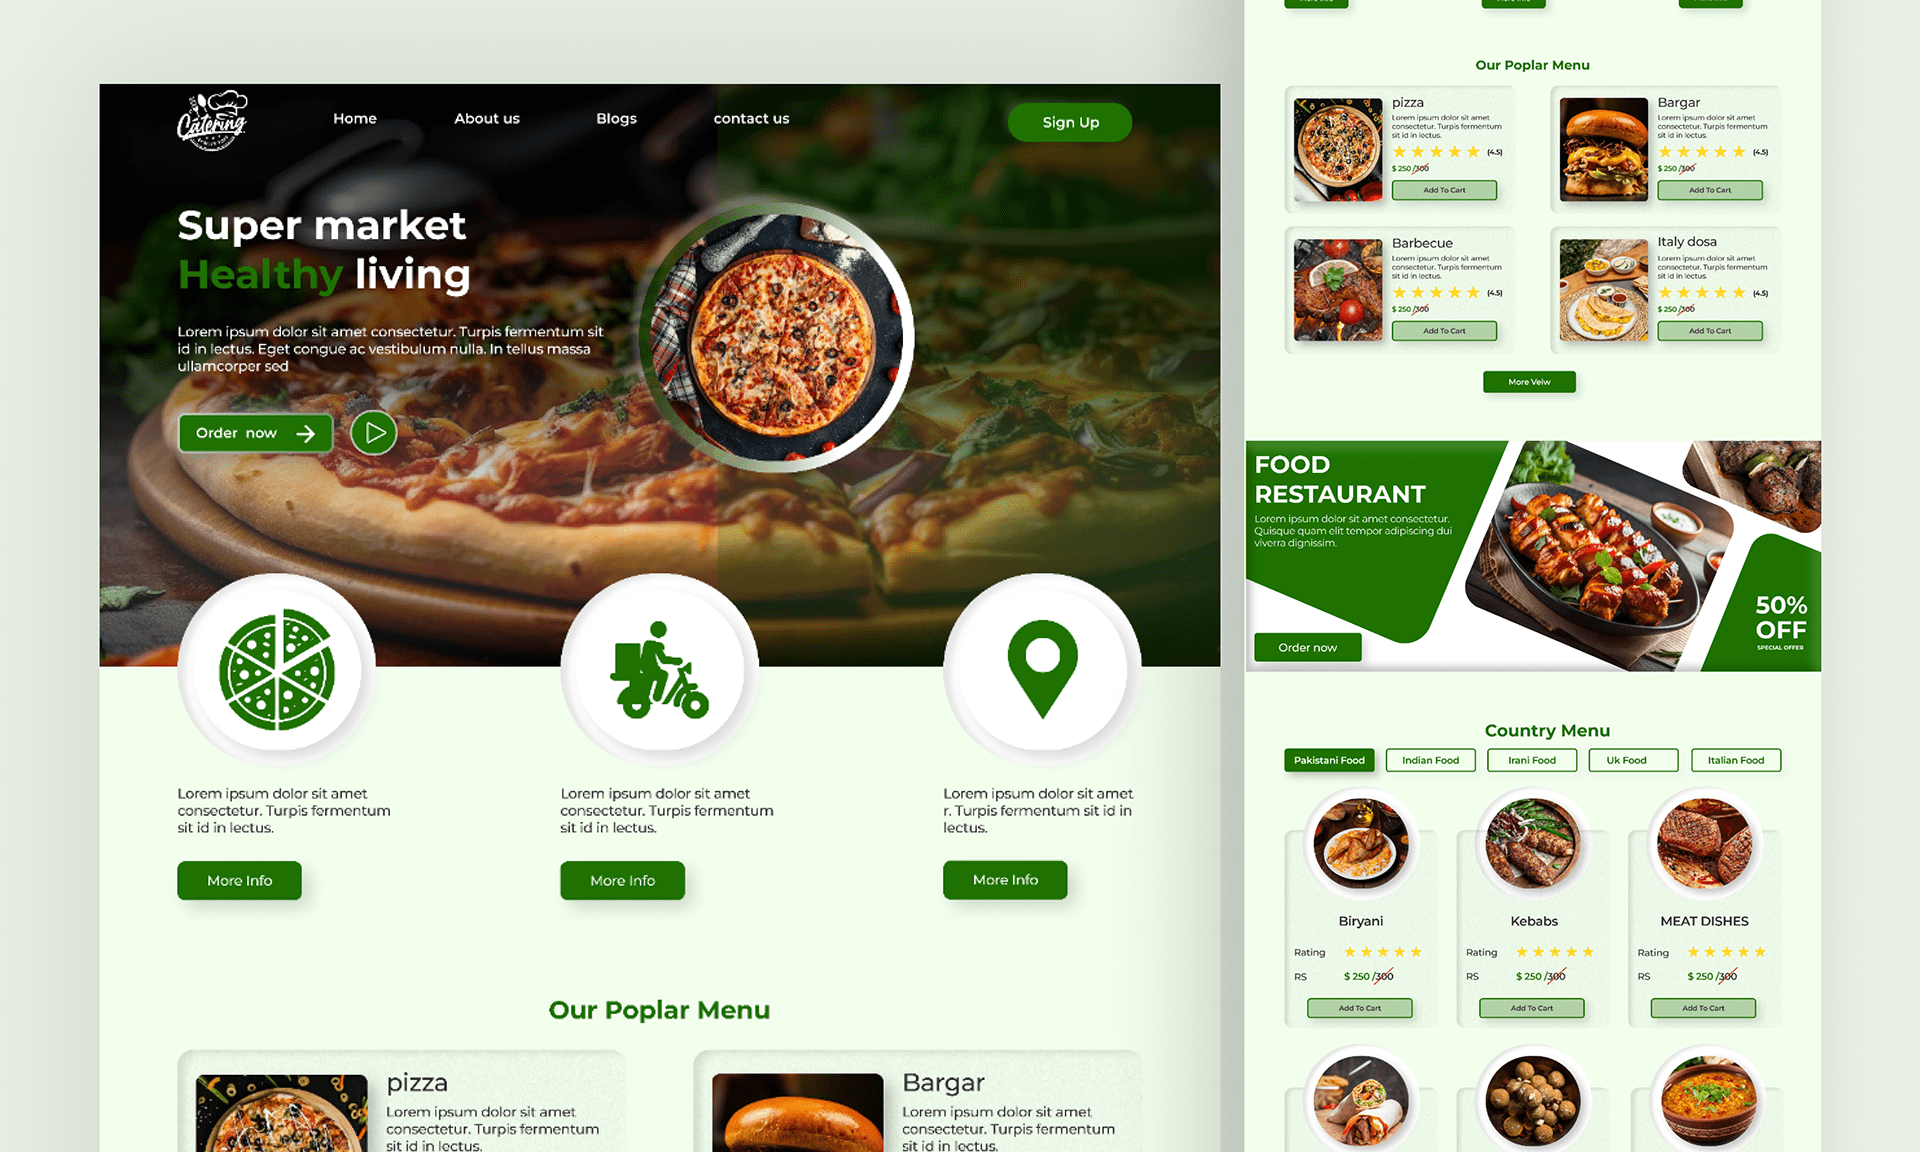 Catering
Home
About us
Blogs
contact us
Sign Up
Super market
Healthy living
Lorem ipsum dolor sit amet consectetur. Turpis fermentum sit
id in lectus. Eget congue ac vestibulum nulla. In tellus massa
ullamcorper sed
Order now
Lorem ipsum dolor sit amet
consectetur. Turpis fermentum
sit id in lectus.
More Info
Lorem ipsum dolor sit amet
consectetur. Turpis fermentum
sit id in lectus.
More Info
Lorem ipsum dolor sit amet
r. Turpis fermentum sit id in
lectus.
More Info
Our Poplar Menu
pizza
Lorem ipsum dolor sit amet
consectetur. Turpis fermentum
sit id in lectus.
Bargar
Lorem ipsum dolor sit amet
consectetur. Turpis fermentum
sit id in lectus.
Our Poplar Menu
pizza
Lorem ipsum dolor sit amet
consectetur. Turpis fermentum
sit id in lectus.
(4.5)
$ 250 /300
Add To Cart
Bargar
Lorem ipsum dolor sit amet
consectetur. Turpis fermentum
sit id in lectus.
(4.5)
$ 250 /300
Add To Cart
Barbecue
Lorem ipsum dolor sit amet
consectetur. Turpis fermentum
sit id in lectus.
(4.5)
$ 250 /300
Add To Cart
Italy dosa
Lorem ipsum dolor sit amet
consectetur. Turpis fermentum
sit id in lectus.
(4.5)
$ 250 /300
Add To Cart
More Veiw
FOOD
RESTAURANT
Lorem ipsum dolor sit amet consectetur.
Quisque quam elit tempor adipiscing dui
viverra dignissim.
Order now
50%
OFF
SPECIAL OFFER
Country Menu
Pakistani Food
Indian Food
Irani Food
Uk Food
Italian Food
Biryani
Rating
RS
$ 250 /300
Add To Cart
Kebabs
Rating
RS
$ 250 /300
Add To Cart
MEAT DISHES
Rating
RS
$ 250 /300
Add To Cart